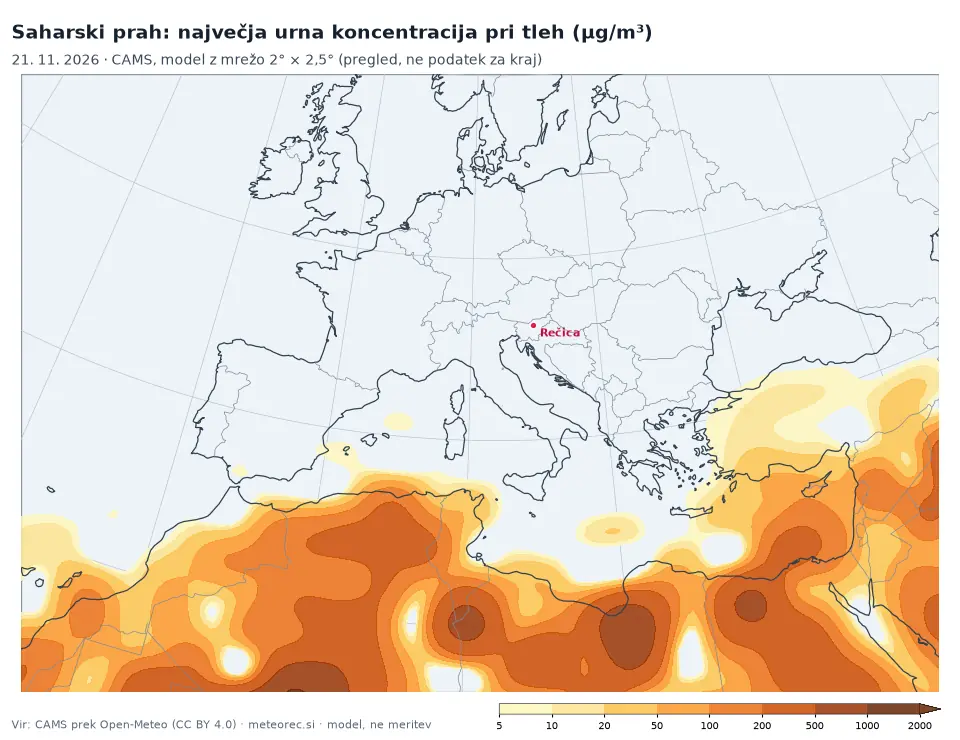 Saharski prah: največja urna koncentracija pri tleh (µg/m³)
21. 11. 2026 · CAMS, model z mrežo 2° × 2,5° (pregled, ne podatek za kraj)
Rečica
Vir: CAMS prek Open-Meteo (CC BY 4.0) · meteorec.si · model, ne meritev
5 10 20 50 100 200 500 1000 2000